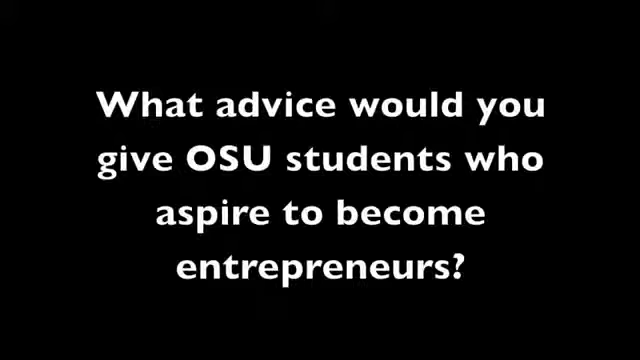 What advice would you
give OSU students who
aspire to become
entrepreneurs?